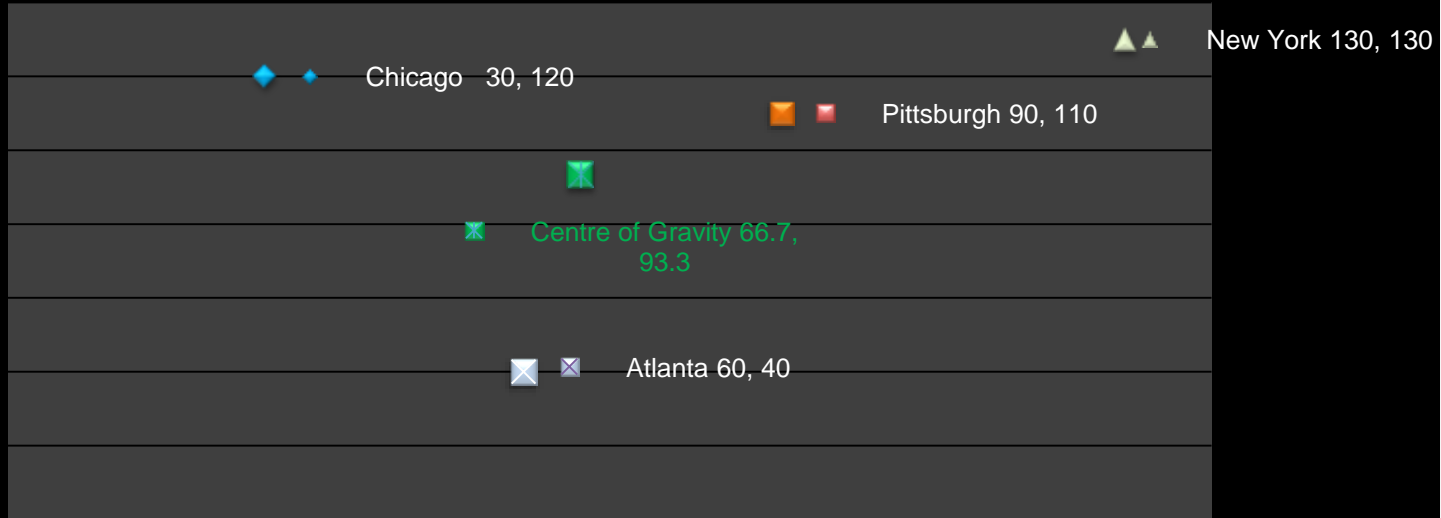 New York 130, 130
Chicago 30, 120
Pittsburgh 90, 110
Centre of Gravity 66.7,
93.3
Atlanta 60, 40